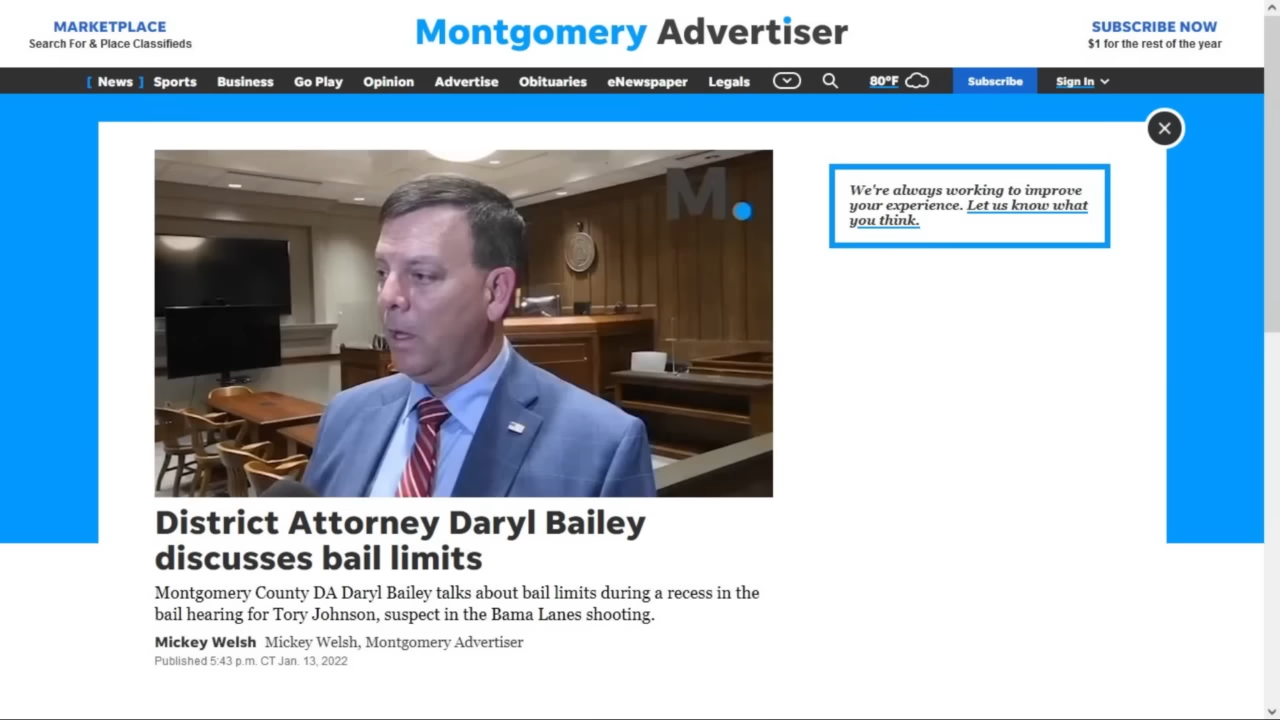 MARKETPLACE
Search For & Place Classifieds
Montgomery Advertiser
SUBSCRIBE NOW
$1 for the rest of the year
[ News ] Sports Business Go Play Opinion Advertise Obituaries eNewspaper Legals 80°F Subscribe Sign In
M.
We're always working to improve
your experience. Let us know what
you think.
District Attorney Daryl Bailey
discusses bail limits
Montgomery County DA Daryl Bailey talks about bail limits during a recess in the
bail hearing for Tory Johnson, suspect in the Bama Lanes shooting.
Mickey Welsh Mickey Welsh, Montgomery Advertiser
Published 5:43 p.m. CT Jan. 13, 2022